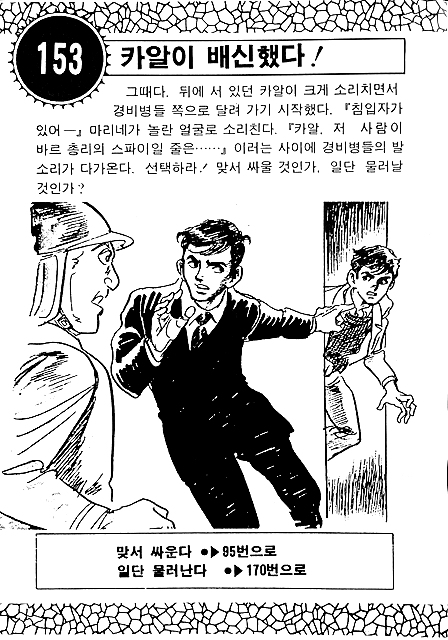 153
카알이 배신했다!
그때다. 뒤에 서 있던 카알이 크게 소리치면서
경비병들 쪽으로 달려 가기 시작했다. 『침입자가
있어―』 마리네가 놀란 얼굴로 소리친다. 『카알, 저 사람이
바르 총리의 스파이일 줄은……』 이러는 사이에 경비병들의 발
소리가 다가온다. 선택하라! 맞서 싸울 것인가, 일단 물러날
것인가?
맞서 싸운다 ●▶95번으로
일단 물러난다 ●▶170번으로